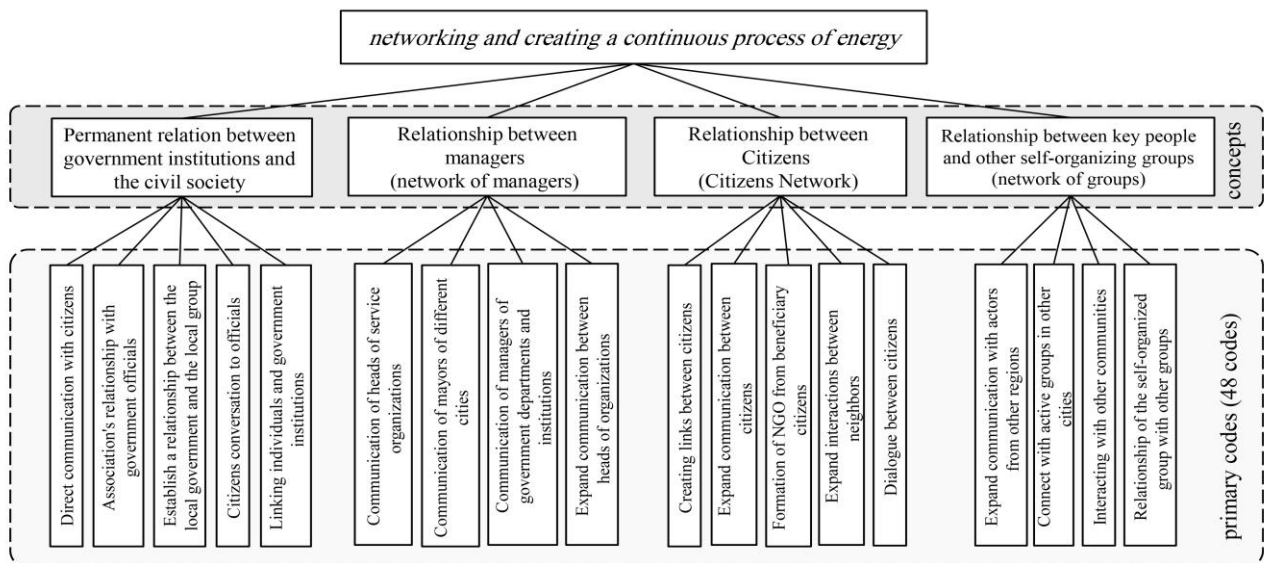 networking and creating a continuous process of energy
Permanent relation between
government institutions and
the civil society
Relationship between
managers
(network of managers)
Relationship between
Citizens
(Citizens Network)
Relationship between key people
and other self-organizing groups
(network of groups)
concepts
Direct communication with citizens
Association's relationship with
government officials
Establish a relationship between the
local government and the local group
Citizens conversation to officials
Linking individuals and government
institutions
Communication of heads of service
organizations
Communication of mayors of different
cities
Communication of managers of
government departments and
institutions
Expand communication between
heads of organizations
Creating links between citizens
Expand communication between
citizens
Formation of NGO from beneficiary
citizens
Expand interactions between
neighbors
Dialogue between citizens
Expand communication with actors
from other regions
Connect with active groups in other
cities
Interacting with other communities
Relationship of the self-organized
group with other groups
primary codes (48 codes)